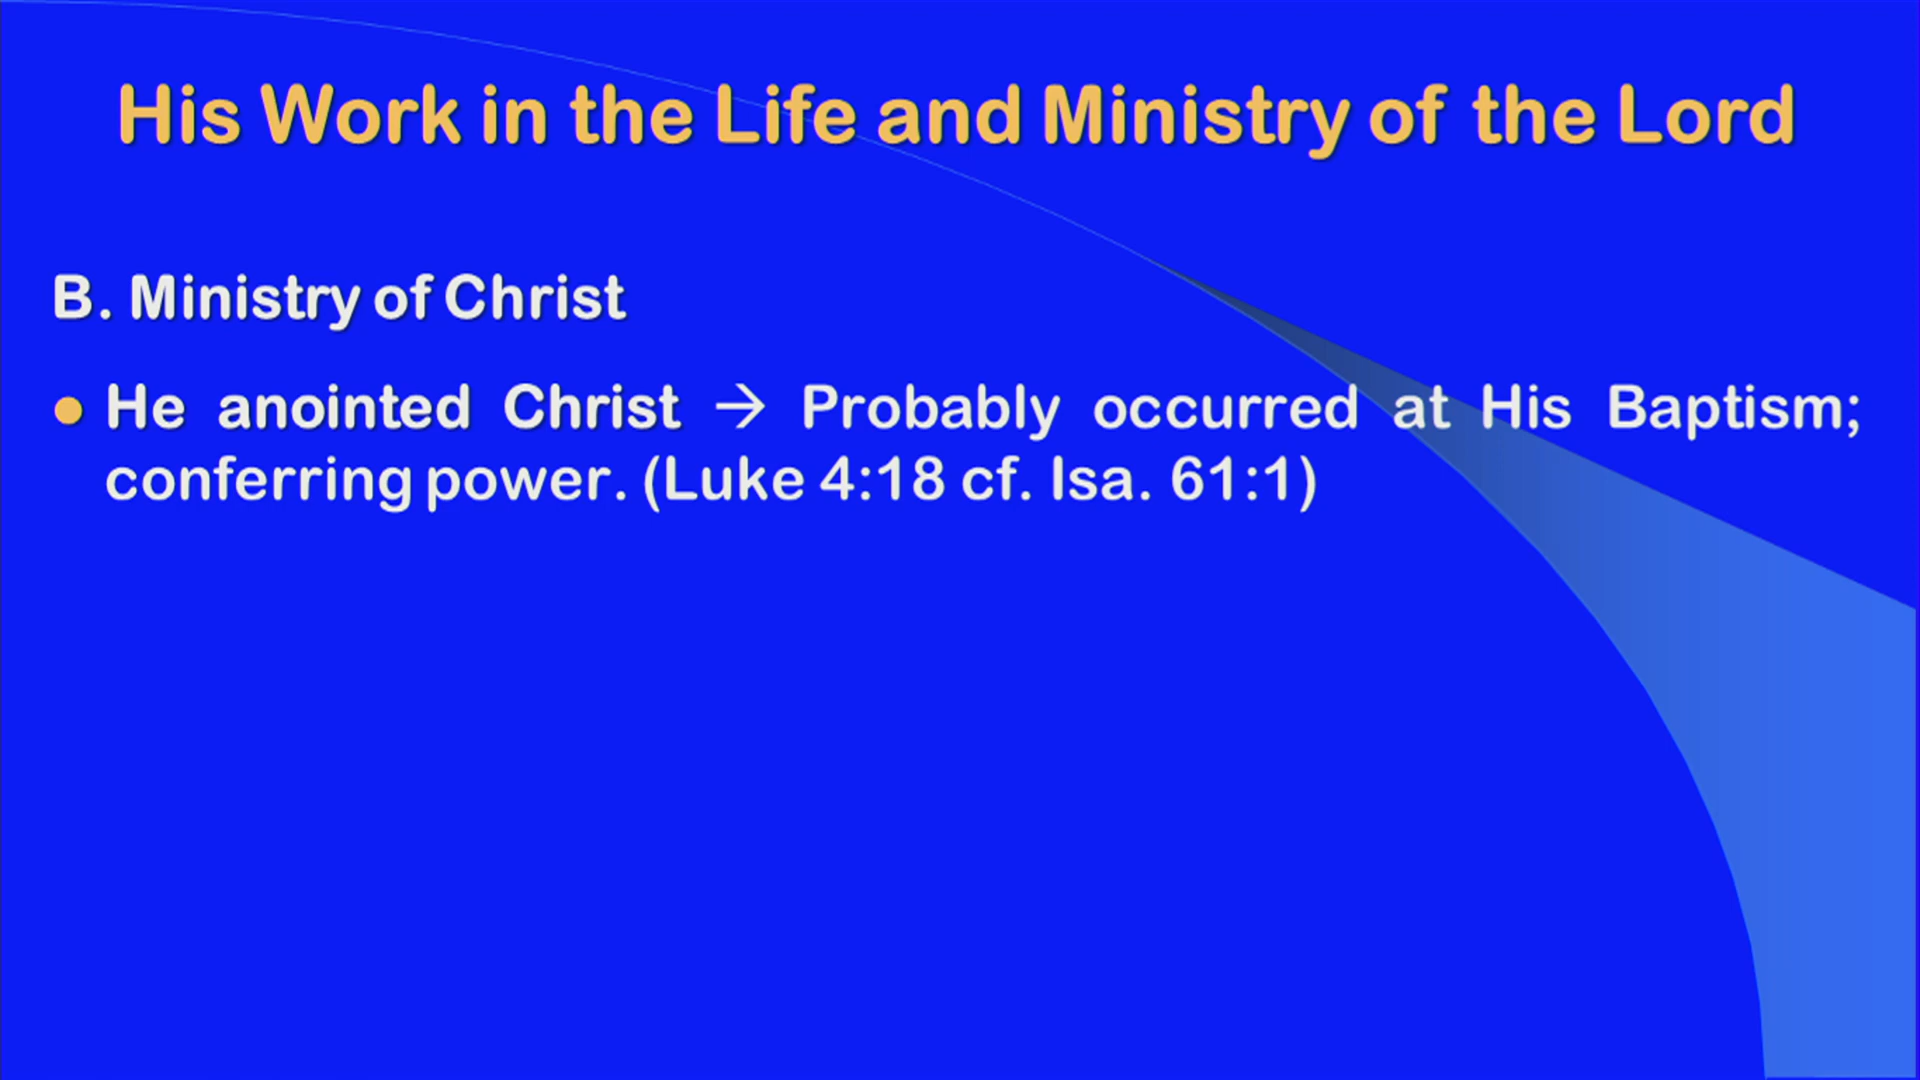 His Work in the Life and Ministry of the Lord
B. Ministry of Christ
• He anointed Christ → Probably occurred at His Baptism;
conferring power. (Luke 4:18 cf. Isa. 61:1)